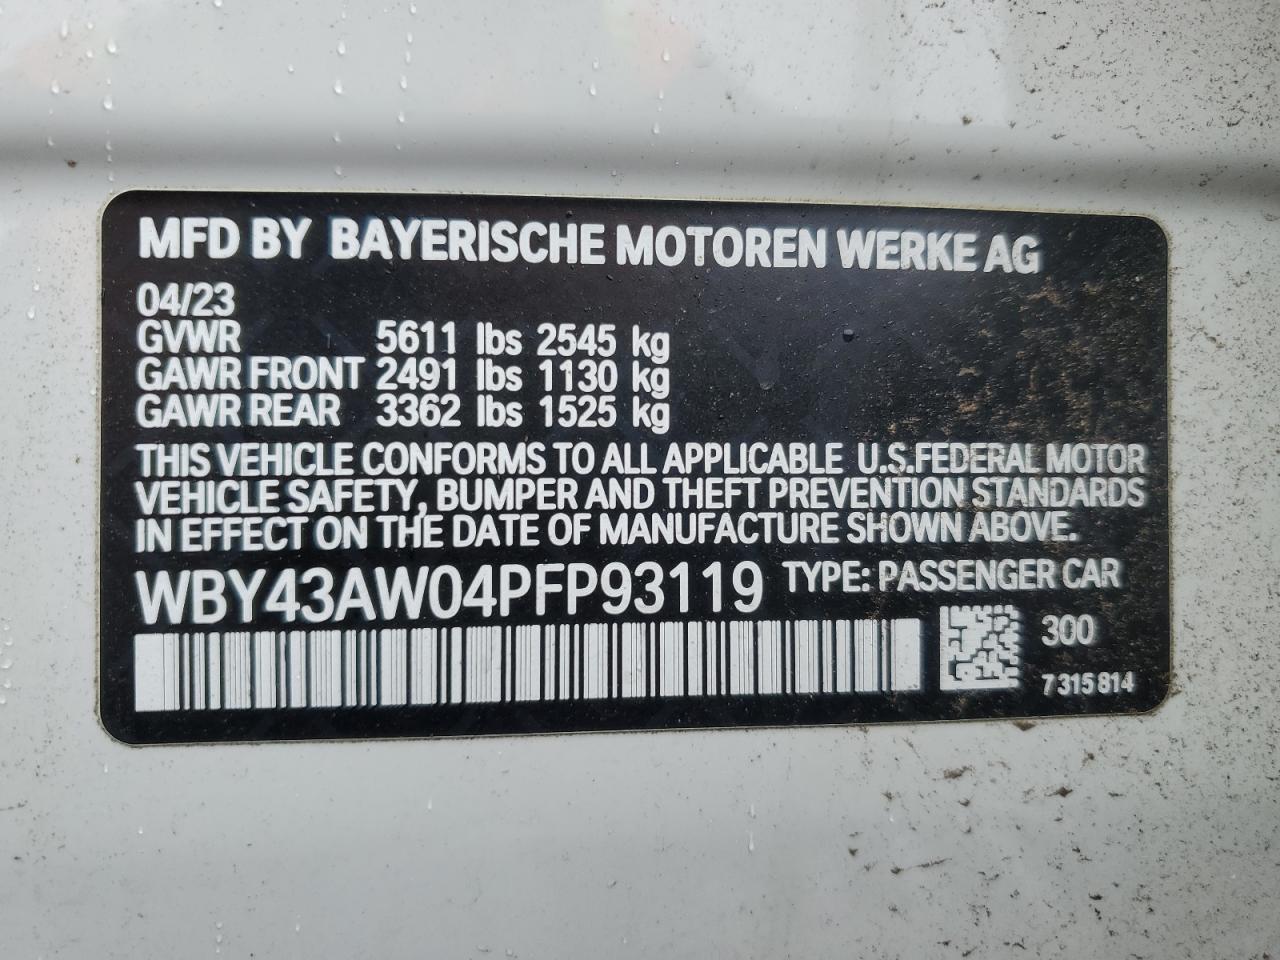 MFD BY BAYERISCHE MOTOREN WERKE AG
04/23
GVWR 5611 lbs 2545 kg
GAWR FRONT 2491 lbs 1130 kg
GAWR REAR 3362 lbs 1525 kg
THIS VEHICLE CONFORMS TO ALL APPLICABLE U.S.FEDERAL MOTOR
VEHICLE SAFETY, BUMPER AND THEFT PREVENTION STANDARDS
IN EFFECT ON THE DATE OF MANUFACTURE SHOWN ABOVE.
WBY43AW04PFP93119 TYPE: PASSENGER CAR
300
7 315 814